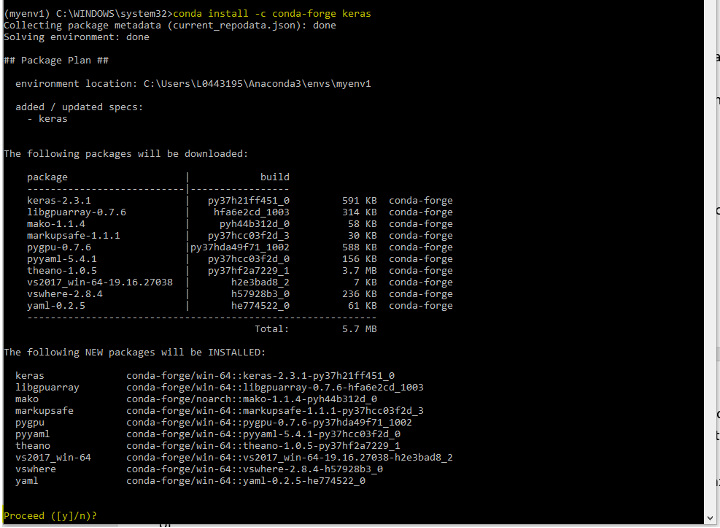 (myenv1) C:\WINDOWS\system32>conda install -c conda-forge keras
Collecting package metadata (current_repodata.json): done
Solving environment: done
## Package Plan ##
environment location: C:\Users\L0443195\Anaconda3\envs\myenv1
added / updated specs:
- keras
The following packages will be downloaded:
package | build
---------------------------|-----------------
keras-2.3.1 | py37h21ff451_0 591 KB conda-forge
libgpuarray-0.7.6 | hfa6e2cd_1003 314 KB conda-forge
mako-1.1.4 | pyh44b312d_0 58 KB conda-forge
markupsafe-1.1.1 | py37hcc03f2d_3 30 KB conda-forge
pygpu-0.7.6 |py37hda49f71_1002 588 KB conda-forge
pyyaml-5.4.1 | py37hcc03f2d_0 156 KB conda-forge
theano-1.0.5 | py37hf2a7229_1 3.7 MB conda-forge
vs2017_win-64-19.16.27038 | h2e3bad8_2 7 KB conda-forge
vswhere-2.8.4 | h57928b3_0 236 KB conda-forge
yaml-0.2.5 | he774522_0 61 KB conda-forge
------------------------------------------------------------
Total: 5.7 MB
The following NEW packages will be INSTALLED:
keras conda-forge/win-64::keras-2.3.1-py37h21ff451_0
libgpuarray conda-forge/win-64::libgpuarray-0.7.6-hfa6e2cd_1003
mako conda-forge/noarch::mako-1.1.4-pyh44b312d_0
markupsafe conda-forge/win-64::markupsafe-1.1.1-py37hcc03f2d_3
pygpu conda-forge/win-64::pygpu-0.7.6-py37hda49f71_1002
pyyaml conda-forge/win-64::pyyaml-5.4.1-py37hcc03f2d_0
theano conda-forge/win-64::theano-1.0.5-py37hf2a7229_1
vs2017_win-64 conda-forge/win-64::vs2017_win-64-19.16.27038-h2e3bad8_2
vswhere conda-forge/win-64::vswhere-2.8.4-h57928b3_0
yaml conda-forge/win-64::yaml-0.2.5-he774522_0
Proceed ([y]/n)?